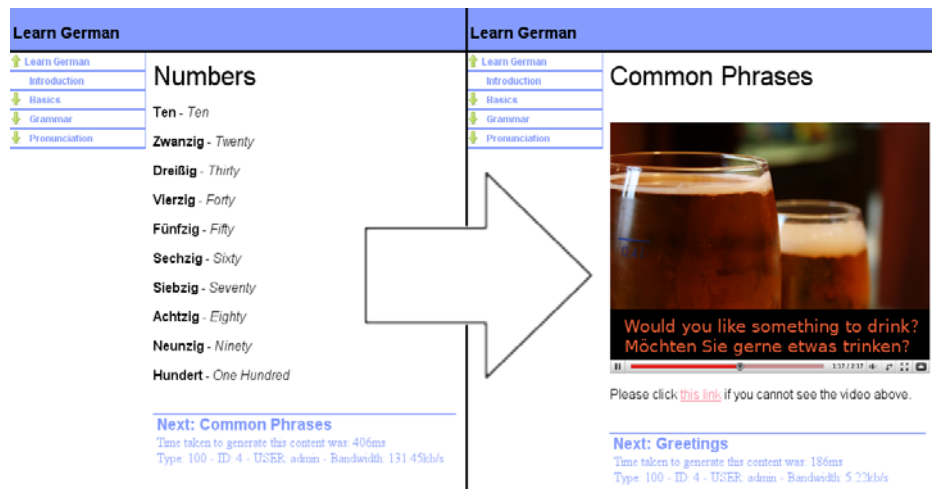 Learn German
Learn German
Introduction
Basics
Grammar
Pronunciation
Numbers
Ten - Ten
Zwanzig - Twenty
Dreißig - Thirty
Vierzig - Forty
Fünfzig - Fifty
Sechzig - Sixty
Siebzig - Seventy
Achtzig - Eighty
Neunzig - Ninety
Hundert - One Hundred
Next: Common Phrases
Time taken to generate this content was: 406ms
Type: 100 - ID: 4 - USER: admin - Bandwidth: 131.45kb/s
Learn German
Learn German
Introduction
Basics
Grammar
Pronunciation
Common Phrases
Would you like something to drink?
Möchten Sie gerne etwas trinken?
Please click this link if you cannot see the video above.
Next: Greetings
Time taken to generate this content was: 186ms
Type: 100 - ID: 4 - USER: admin - Bandwidth: 5.22kb/s